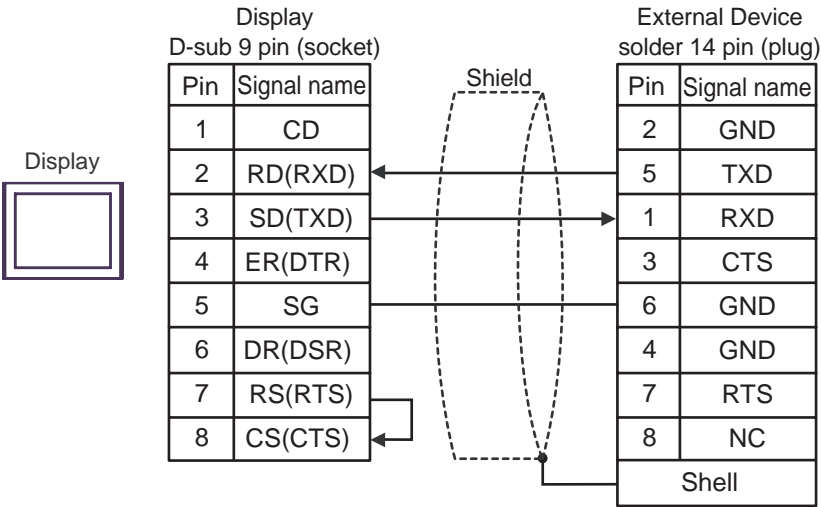 Display
D-sub 9 pin (socket)
External Device
solder 14 pin (plug)
Shield
Display
Pin Signal name
1 CD
2 RD(RXD)
3 SD(TXD)
4 ER(DTR)
5 SG
6 DR(DSR)
7 RS(RTS)
8 CS(CTS)
Pin Signal name
2 GND
5 TXD
1 RXD
3 CTS
6 GND
4 GND
7 RTS
8 NC
Shell